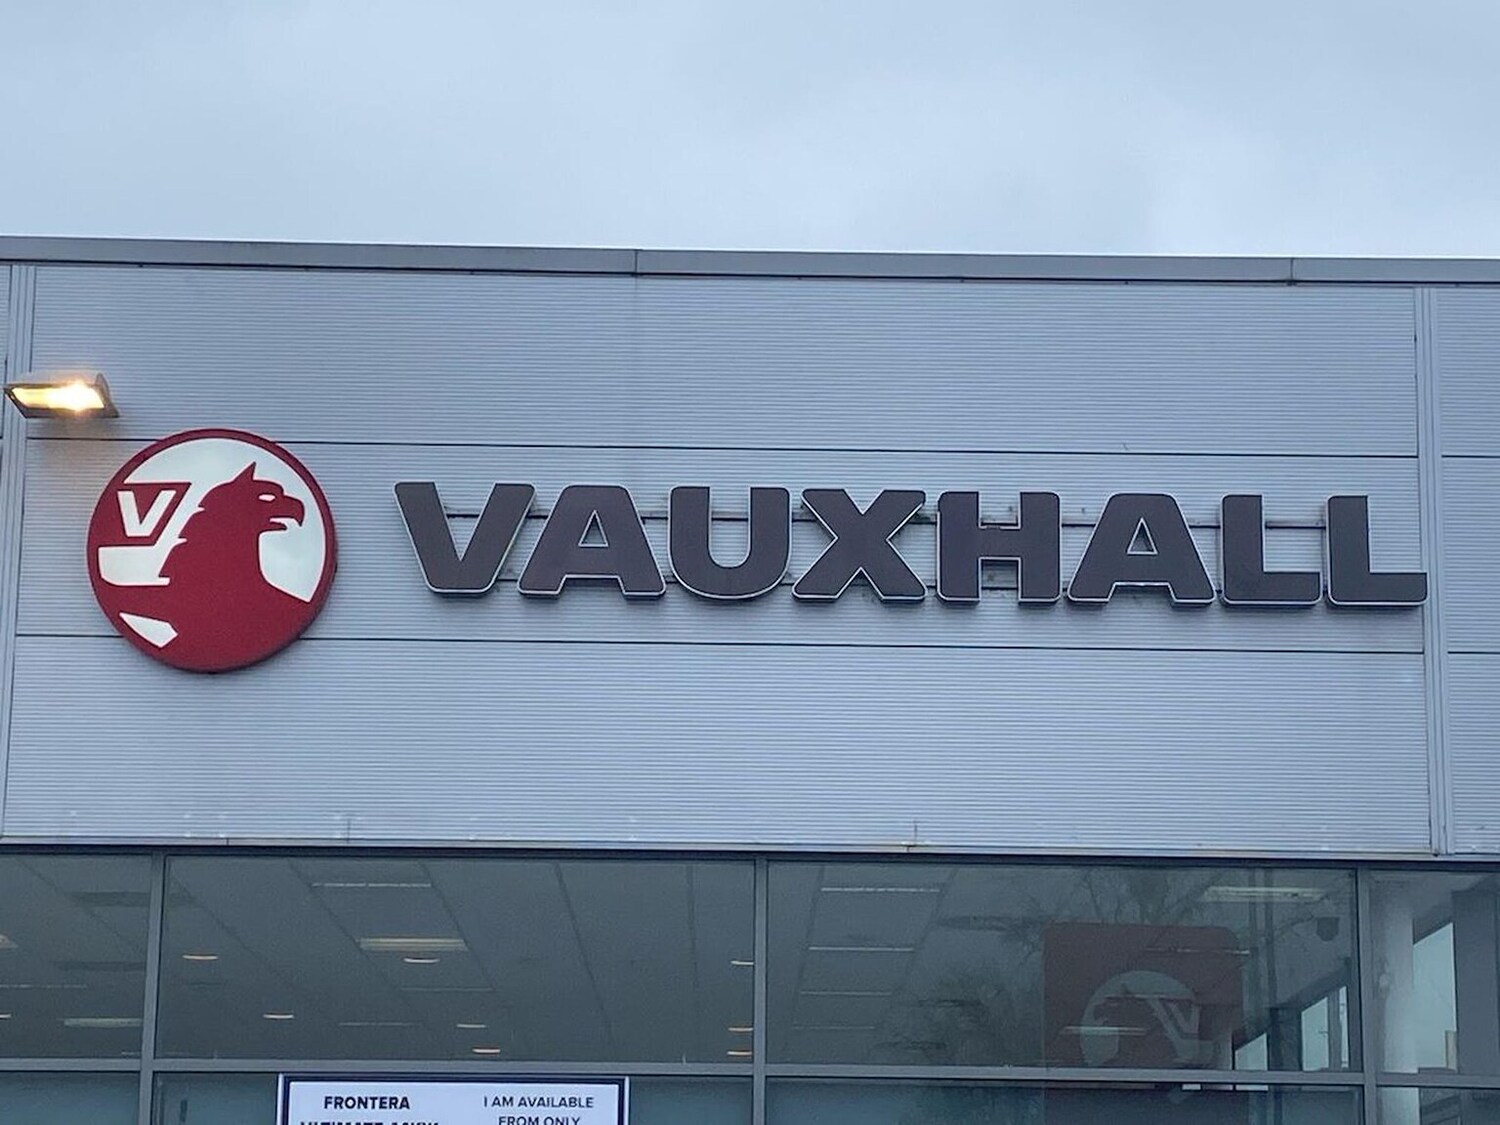 V
VAUXHALL
FRONTERA
I AM AVAILABLE
FROM ONLY